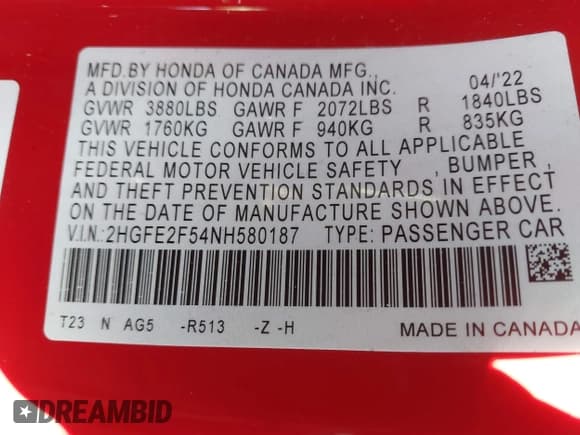 MFD.BY HONDA OF CANADA MFG., 04/'22
A DIVISION OF HONDA CANADA INC.
GVWR 3880LBS GAWR F 2072LBS R 1840LBS
GVWR 1760KG GAWR F 940KG R 835KG
THIS VEHICLE CONFORMS TO ALL APPLICABLE
FEDERAL MOTOR VEHICLE SAFETY , BUMPER ,
AND THEFT PREVENTION STANDARDS IN EFFECT
ON THE DATE OF MANUFACTURE SHOWN ABOVE.
V.I.N.:2HGFE2F54NH580187 TYPE: PASSENGER CAR
T23 N AG5 -R513 -Z -H MADE IN CANADA
DREAMBID